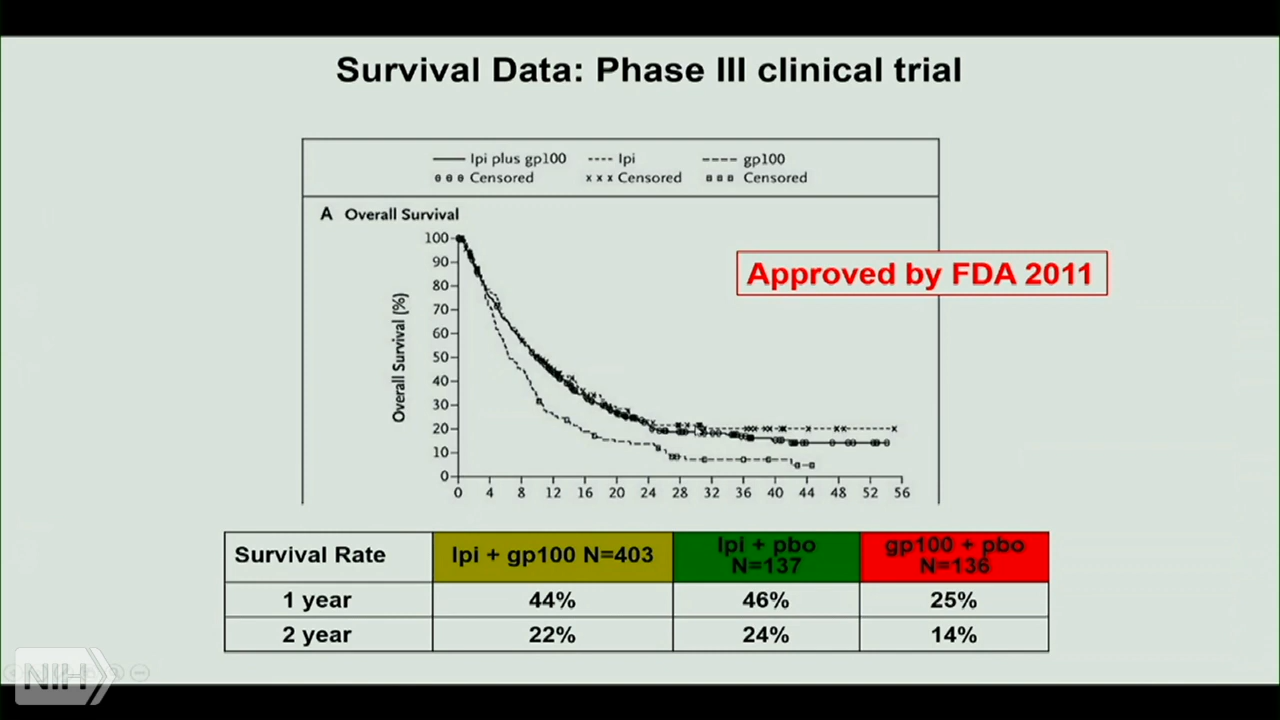 Survival Data: Phase III clinical trial
Ipi plus gp100 Ipi gp100
Censored Censored Censored
A Overall Survival
Approved by FDA 2011
Overall Survival (%)
100
90
80
70
60
50
40
30
20
10
0
0 4 8 12 16 20 24 28 32 36 40 44 48 52 56
Survival Rate Ipi + gp100 N=403 Ipi + pbo N=137 gp100 + pbo N=136
1 year 44% 46% 25%
2 year 22% 24% 14%
NIH